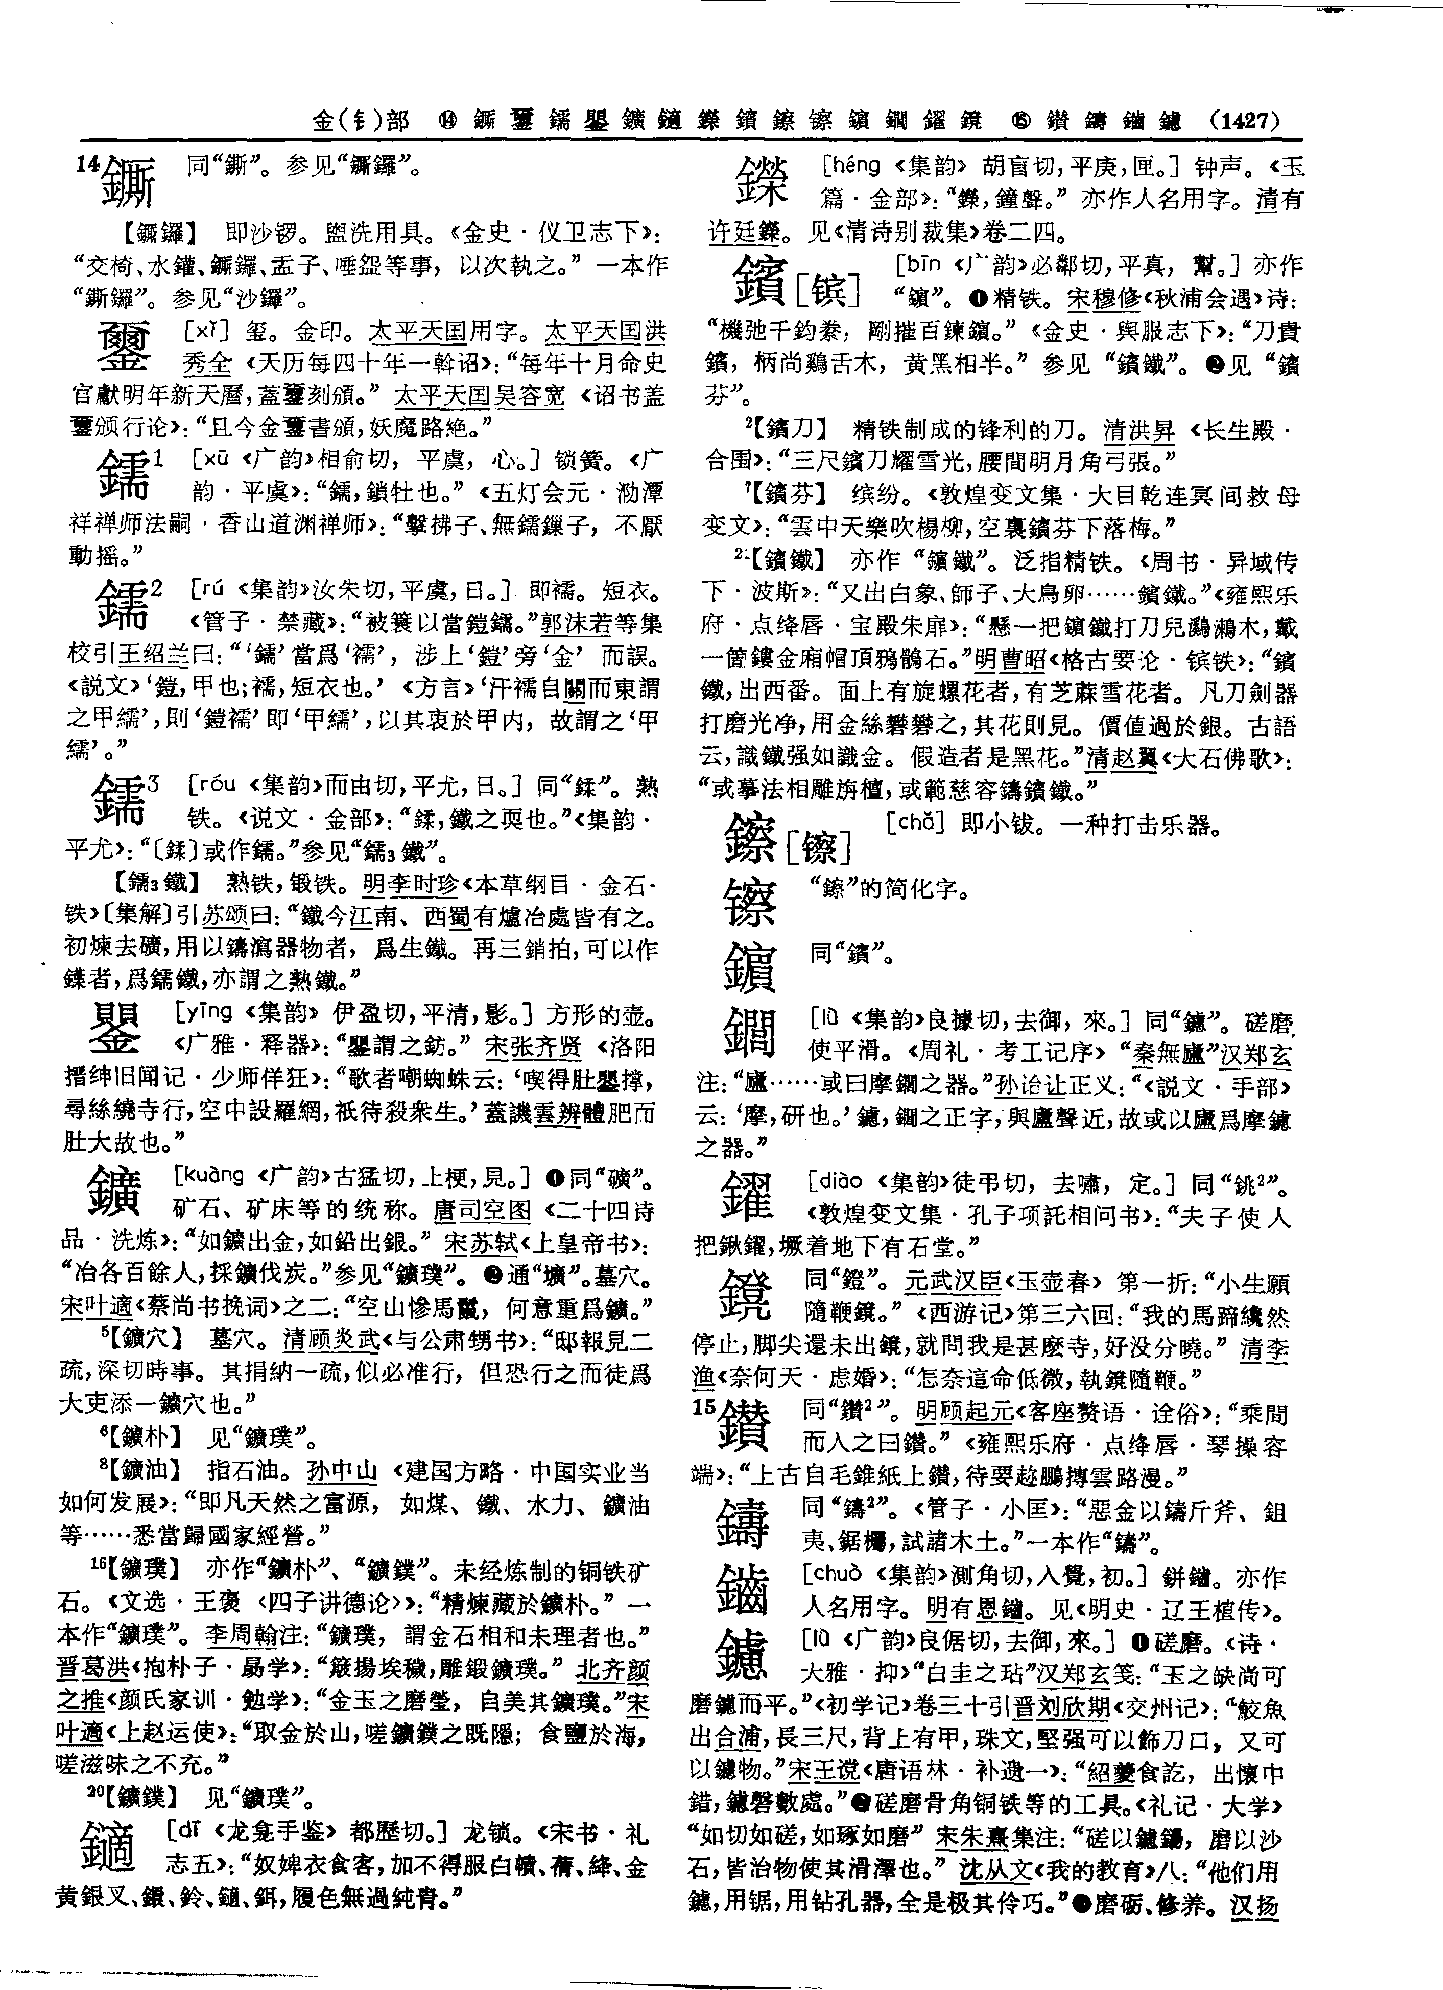 金(钅)部 ⑭ 鐁 鑋 鑐 鑍 鑛 鏑 鑅 鑌 鑔 镲 鑌 鐗 鑃 鐙 ⑮ 鑽 鑄 鑡 鑢 (1427)
14 同“鐁”。参见“鐁鑼”。
即沙锣。盥洗用具。《金史·仪卫志下》:
“交椅、水鑵、鐁鑼、盂子、唾盌等事,以次執之。”一本作
“鐁鑼”。参见“沙鑼”。
[xǐ] 玺。金印。太平天囯用字。太平天囯洪
秀全《天历每四十年一斡诏》:“每年十月命史
官獻明年新天曆,蓋璽刻頒。”太平天囯吴容宽《诏书盖
璽颁行论》:“且今金璽書頒,妖魔路絶。”
鑐1 [xū《广韵》相俞切,平虞,心。] 锁簧。《广
韵·平虞》:“鑐,鎖牡也。”《五灯会元·泐潭
祥禅师法嗣·香山道渊禅师》:“擊拂子、無鑐鏁子,不厭
動摇。”
鑐2 [rú《集韵》汝朱切,平虞,日。] 即襦。短衣。
《管子·禁藏》:“被蓑以當鎧鑐。”郭沫若等集
校引王绍兰曰:“‘鑐’當爲‘襦’,涉上‘鎧’旁‘金’而誤。
《説文》‘鎧,甲也;襦,短衣也。’《方言》‘汗襦自關而東謂
之甲繻’,則‘鎧襦’即‘甲繻’,以其衷於甲内,故謂之‘甲
繻’。”
鑐3 [róu《集韵》而由切,平尤,日。] 同“鍒”。熟
铁。《说文·金部》:“鍒,鐵之耎也。”《集韵·
平尤》:“〔鍒〕或作鑐。”参见“鑐3鐵”。
【鑐3鐵】 熟铁,锻铁。明李时珍《本草纲目·金石·
铁》〔集解〕引苏颂曰:“鐵今江南、西蜀有爐冶處皆有之。
初煉去礦,用以鑄瀉器物者,爲生鐵。再三銷拍,可以作
鍱者,爲鑐鐵,亦謂之熟鐵。”
鑍 [yīng《集韵》伊盈切,平清,影。] 方形的壶。
《广雅·释器》:“鑍謂之鈁。”宋张齐贤《洛阳
搢绅旧闻记·少师佯狂》:“歌者嘲蜘蛛云:‘喫得肚鑍撑,
尋絲繞寺行,空中設羅網,衹待殺衆生。’蓋譏雲辨體肥而
肚大故也。”
鑛 [kuàng《广韵》古猛切,上梗,見。] ❶同“礦”。
矿石、矿床等的统称。唐司空图《二十四诗
品·洗炼》:“如鑛出金,如鉛出銀。”宋苏轼《上皇帝书》:
“冶各百餘人,採鑛伐炭。”参见“鑛璞”。❷通“壙”。墓穴。
宋叶適《蔡尚书挽词》之二:“空山慘馬鬣,何意重爲鑛。”
5【鑛穴】 墓穴。清顾炎武《与公肃甥书》:“邸報見二
疏,深切時事。其捐納一疏,似必准行,但恐行之而徒爲
大吏添一鑛穴也。”
6【鑛朴】 见“鑛璞”。
8【鑛油】 指石油。孙中山《建国方略·中国实业当
如何发展》:“即凡天然之富源,如煤、鐵、水力、鑛油
等……悉當歸國家經營。”
16【鑛璞】 亦作“鑛朴”、“鑛鏷”。未经炼制的铜铁矿
石。《文选·王褒〈四子讲德论〉》:“精煉藏於鑛朴。”一
本作“鑛璞”。李周翰注:“鑛璞,謂金石相和未理者也。”
晋葛洪《抱朴子·勗学》:“簸揚埃穢,雕鍛鑛璞。”北齐颜
之推《颜氏家训·勉学》:“金玉之磨瑩,自美其鑛璞。”宋
叶適《上赵运使》:“取金於山,嗟鑛鏷之既隱;食鹽於海,
嗟滋味之不充。”
20【鑛鏷】 见“鑛璞”。
[dī《龙龛手鉴》都歷切。] 龙锁。《宋书·礼
志五》:“奴婢衣食客,加不得服白幘、蒨、絳、金
黄銀叉、鐶、鈴、鏑、鉺,履色無過純青。”
鑅 [héng《集韵》胡盲切,平庚,匣。] 钟声。《玉
篇·金部》:“鑅,鐘聲。”亦作人名用字。清有
许廷鑅。见《清诗别裁集》卷二四。
鑌[镔] [bīn《广韵》必鄰切,平真,幫。] 亦作
“鑌”。❶精铁。宋穆修《秋浦会遇》诗:
“機弛千鈞豢,剛摧百鍊鑌。”《金史·舆服志下》:“刀貴
鑌,柄尚鷄舌木,黄黑相半。”参见“鑌鐵”。❷见“鑌
芬”。
2【鑌刀】 精铁制成的锋利的刀。清洪昇《长生殿·
合围》:“三尺鑌刀耀雪光,腰間明月角弓張。”
7【鑌芬】 缤纷。《敦煌变文集·大目乾连冥间救母
变文》:“雲中天樂吹楊柳,空裏鑌芬下落梅。”
21【鑌鐵】 亦作“鑌鐵”。泛指精铁。《周书·异域传
下·波斯》:“又出白象、師子、大鳥卵……鑌鐵。”《雍熙乐
府·点绛唇·宝殿朱扉》:“懸一把鑌鐵打刀兒鸂鶒木,戴
一箇鏤金廂帽頂鴉鶻石。”明曹昭《格古要论·镔铁》:“鑌
鐵,出西番。面上有旋螺花者,有芝蔴雪花者。凡刀劍器
打磨光净,用金絲礬礬之,其花則見。價值過於銀。古語
云,識鐵强如識金。假造者是黑花。”清赵翼《大石佛歌》:
“或摹法相雕旃檀,或範慈容鑄鑌鐵。”
鑔[镲] [chǎ] 即小钹。一种打击乐器。
镲 “鑔”的简化字。
同“鑌”。
[lǜ《集韵》良據切,去御,來。] 同“鑢”。磋磨,
使平滑。《周礼·考工记序》“秦無廬”汉郑玄
注:“廬……或曰摩鐧之器。”孙诒让正义:“《説文·手部》
云:‘摩,研也。’鑢,鐧之正字,與廬聲近,故或以廬爲摩鑢
之器。”
鑃 [diào《集韵》徒弔切,去嘯,定。] 同“銚2”。
《敦煌变文集·孔子项託相问书》:“夫子使人
把鍬鑃,撅着地下有石堂。”
同“鐙”。元武汉臣《玉壶春》第一折:“小生願
隨鞭鐙。”《西游记》第三六回:“我的馬蹄纔然
停止,脚尖還未出鐙,就問我是甚麽寺,好没分曉。”清李
渔《奈何天·虑婚》:“怎奈這命低微,執鐙隨鞭。”
15鑽 同“鑽2”。明顾起元《客座赘语·诠俗》:“乘間
而入之曰鑽。”《雍熙乐府·点绛唇·琴操容
端》:“上古自毛錐紙上鑽,待要趁鵬摶雲路漫。”
同“鑄2”。《管子·小匡》:“惡金以鑄斤斧、鉏
夷、鋸欘,試諸木土。”一本作“鑄”。
鑡 [chuò《集韵》測角切,入覺,初。] 鉼鑡。亦作
人名用字。明有恩鑡。见《明史·辽王植传》。
鑢 [lǜ《广韵》良倨切,去御,來。] ❶磋磨。《诗·
大雅·抑》“白圭之玷”汉郑玄笺:“玉之缺尚可
磨鑢而平。”《初学记》卷三十引晋刘欣期《交州记》:“鮫魚
出合浦,長三尺,背上有甲,珠文,堅强可以飾刀口,又可
以鑢物。”宋王谠《唐语林·补遗一》:“紹夔食訖,出懷中
錯,鑢磬數處。”❷磋磨骨角铜铁等的工具。《礼记·大学》
“如切如磋,如琢如磨”宋朱熹集注:“磋以鑢鐋,磨以沙
石,皆治物使其滑澤也。”沈从文《我的教育》八:“他们用
鑢,用锯,用钻孔器,全是极其伶巧。”❸磨砺、修养。汉扬